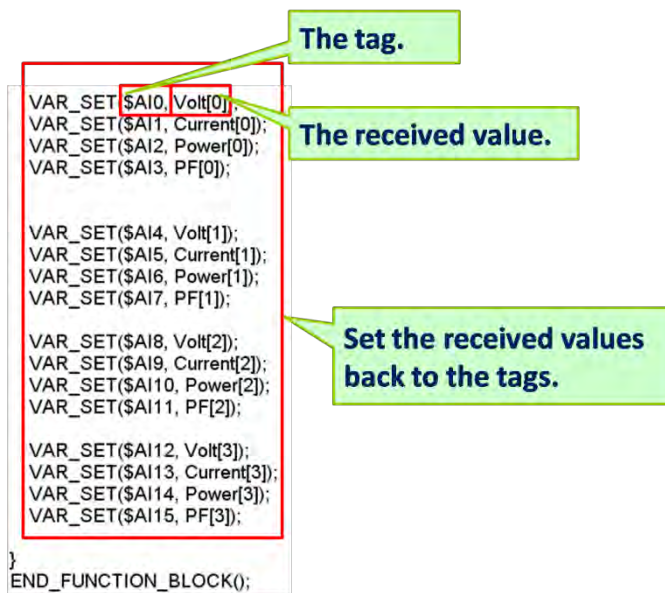 The tag.
VAR_SET($AI0, Volt[0]);
The received value.
VAR_SET($AI1, Current[0]);
VAR_SET($AI2, Power[0]);
VAR_SET($AI3, PF[0]);
VAR_SET($AI4, Volt[1]);
VAR_SET($AI5, Current[1]);
VAR_SET($AI6, Power[1]);
VAR_SET($AI7, PF[1]);
Set the received values
back to the tags.
VAR_SET($AI8, Volt[2]);
VAR_SET($AI9, Current[2]);
VAR_SET($AI10, Power[2]);
VAR_SET($AI11, PF[2]);
VAR_SET($AI12, Volt[3]);
VAR_SET($AI13, Current[3]);
VAR_SET($AI14, Power[3]);
VAR_SET($AI15, PF[3]);
}
END_FUNCTION_BLOCK();